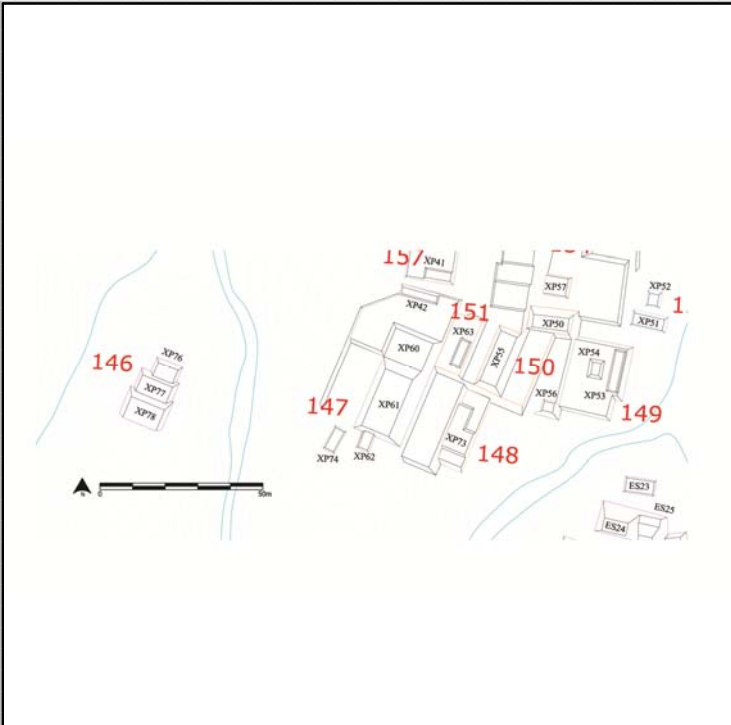 157
XP41
XP57
XP52
XP42
151
XP50
XP51
XP63
XP60
XP55
XP54
XP76
146
150
XP77
XP56
XP53
XP61
147
149
XP78
XP73
XP74
XP62
148
N
0
50m
ES23
ES25
ES24